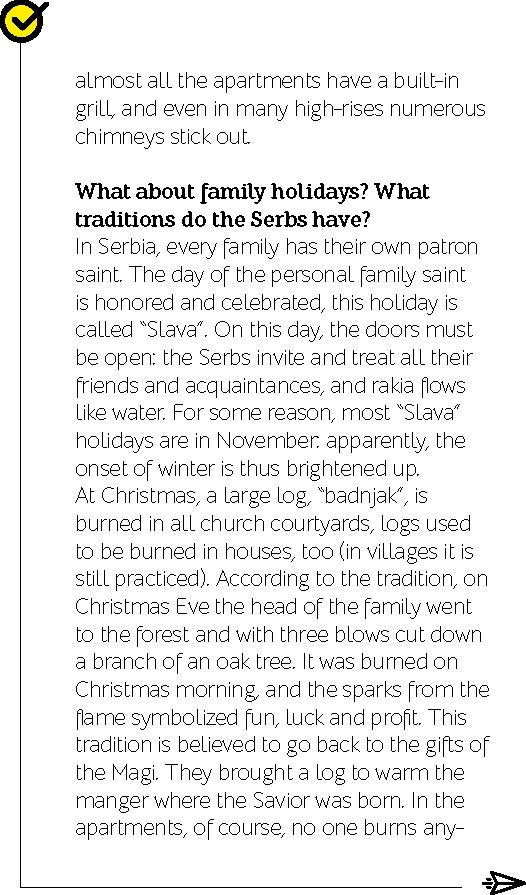 almost all the apartments have a built-in
grill, and even in many high-rises numerous
chimneys stick out.
What about family holidays? What
traditions do the Serbs have?
In Serbia, every family has their own patron
saint. The day of the personal family saint
is honored and celebrated, this holiday is
called “Slava”. On this day, the doors must
be open: the Serbs invite and treat all their
friends and acquaintances, and rakia flows
like water. For some reason, most “Slava”
holidays are in November: apparently, the
onset of winter is thus brightened up.
At Christmas, a large log, “badnjak”, is
burned in all church courtyards, logs used
to be burned in houses, too (in villages it is
still practiced). According to the tradition, on
Christmas Eve the head of the family went
to the forest and with three blows cut down
a branch of an oak tree. It was burned on
Christmas morning, and the sparks from the
flame symbolized fun, luck and profit. This
tradition is believed to go back to the gifts of
the Magi. They brought a log to warm the
manger where the Savior was born. In the
apartments, of course, no one burns any-